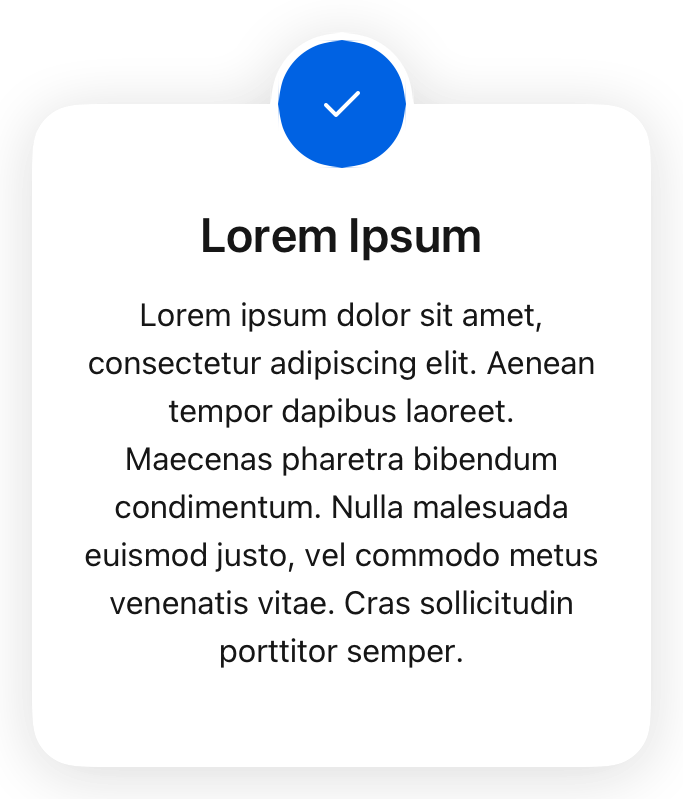 Lorem Ipsum
Lorem ipsum dolor sit amet,
consectetur adipiscing elit. Aenean
tempor dapibus laoreet.
Maecenas pharetra bibendum
condimentum. Nulla malesuada
euismod justo, vel commodo metus
venenatis vitae. Cras sollicitudin
porttitor semper.